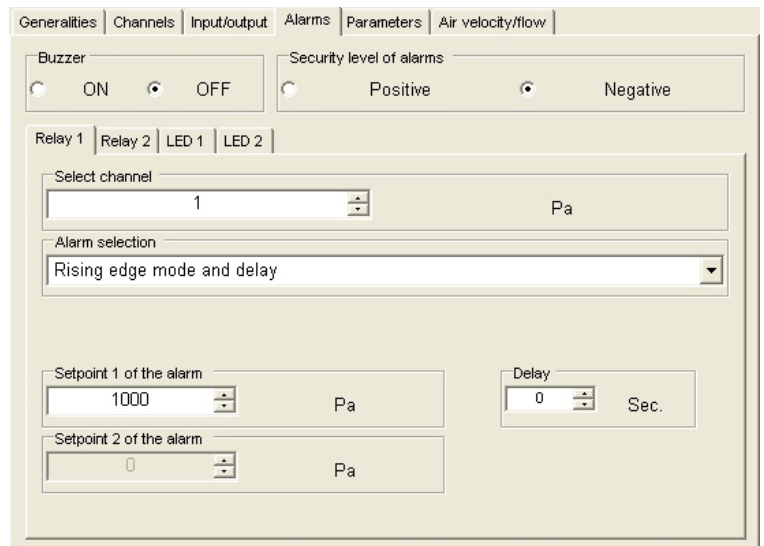 Generalities Channels Input/output Alarms Parameters Air velocity/flow
Buzzer
ON OFF
Security level of alarms
Positive Negative
Relay 1 Relay 2 LED 1 LED 2
Select channel
1 Pa
Alarm selection
Rising edge mode and delay
Setpoint 1 of the alarm
1000 Pa
Delay
0 Sec.
Setpoint 2 of the alarm
0 Pa